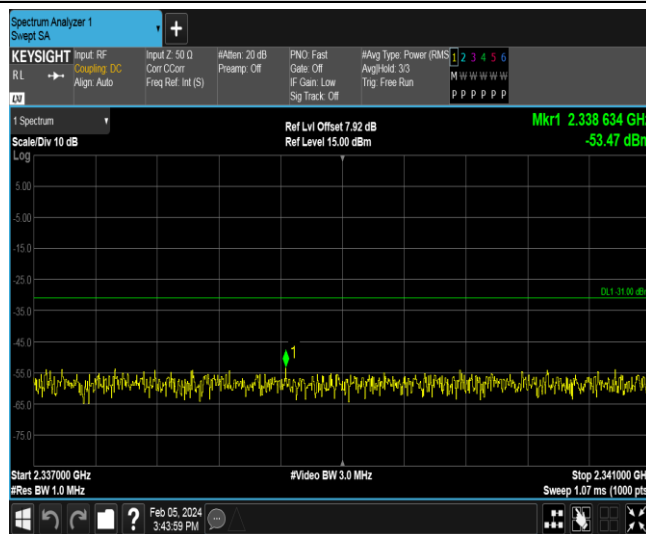 Spectrum Analyzer 1
Swept SA
+
KEYSIGHT Input: RF Input Z: 50 Ω #Atten: 20 dB PNO: Fast #Avg Type: Power (RMS 1 2 3 4 5 6
RL Coupling: DC Corr CCorr Preamp: Off Gate: Off Avg|Hold: 3/3 M W W W W W
Align: Auto Freq Ref: Int (S) IF Gain: Low Trig: Free Run
Sig Track: Off P P P P P P
LXI
1 Spectrum Ref Lvl Offset 7.92 dB Mkr1 2.338 634 GHz
Scale/Div 10 dB Ref Level 15.00 dBm -53.47 dBm
Log
5.00
-5.00
-15.0
-25.0
DL1 -31.00 dBm
-35.0
-45.0
1
-55.0
-65.0
-75.0
Start 2.337000 GHz #Video BW 3.0 MHz Stop 2.341000 GH
#Res BW 1.0 MHz Sweep 1.07 ms (1000 pts
? Feb 05, 2024
3:43:59 PM